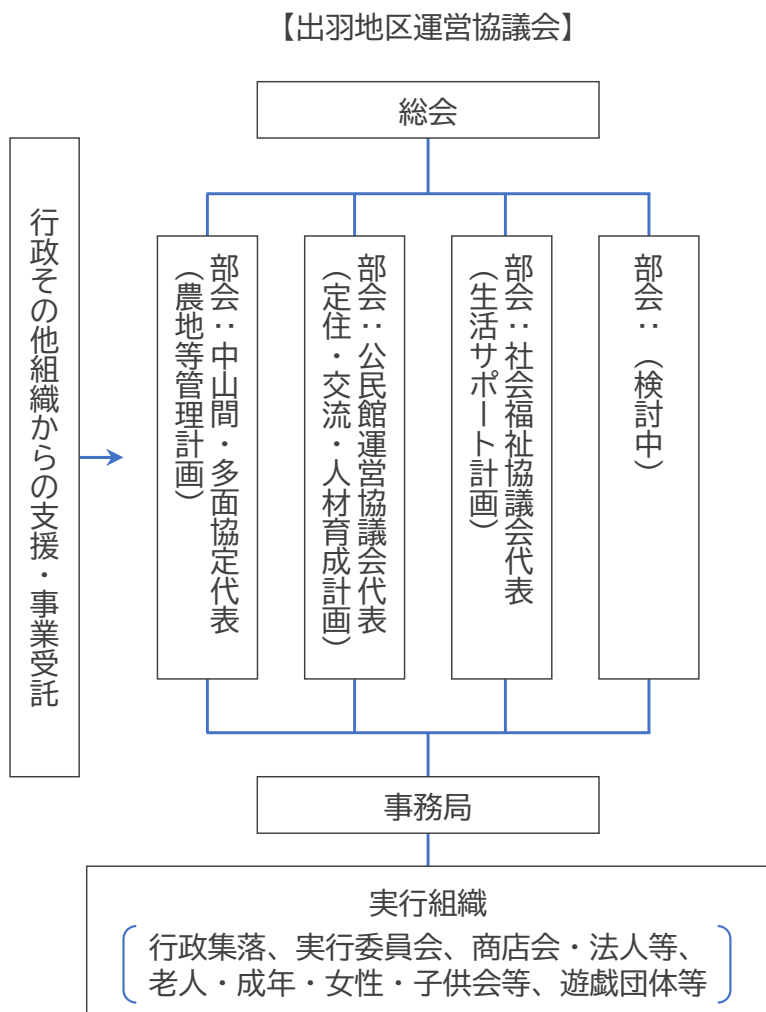 【出羽地区運営協議会】
総会
行政その他組織からの支援・事業受託
部会：中山間・多面協定代表
（農地等管理計画）
部会：公民館運営協議会代表
（定住・交流・人材育成計画）
部会：社会福祉協議会代表
（生活サポート計画）
部会：（検討中）
事務局
実行組織
行政集落、実行委員会、商店会・法人等、
老人・成年・女性・子供会等、遊戯団体等